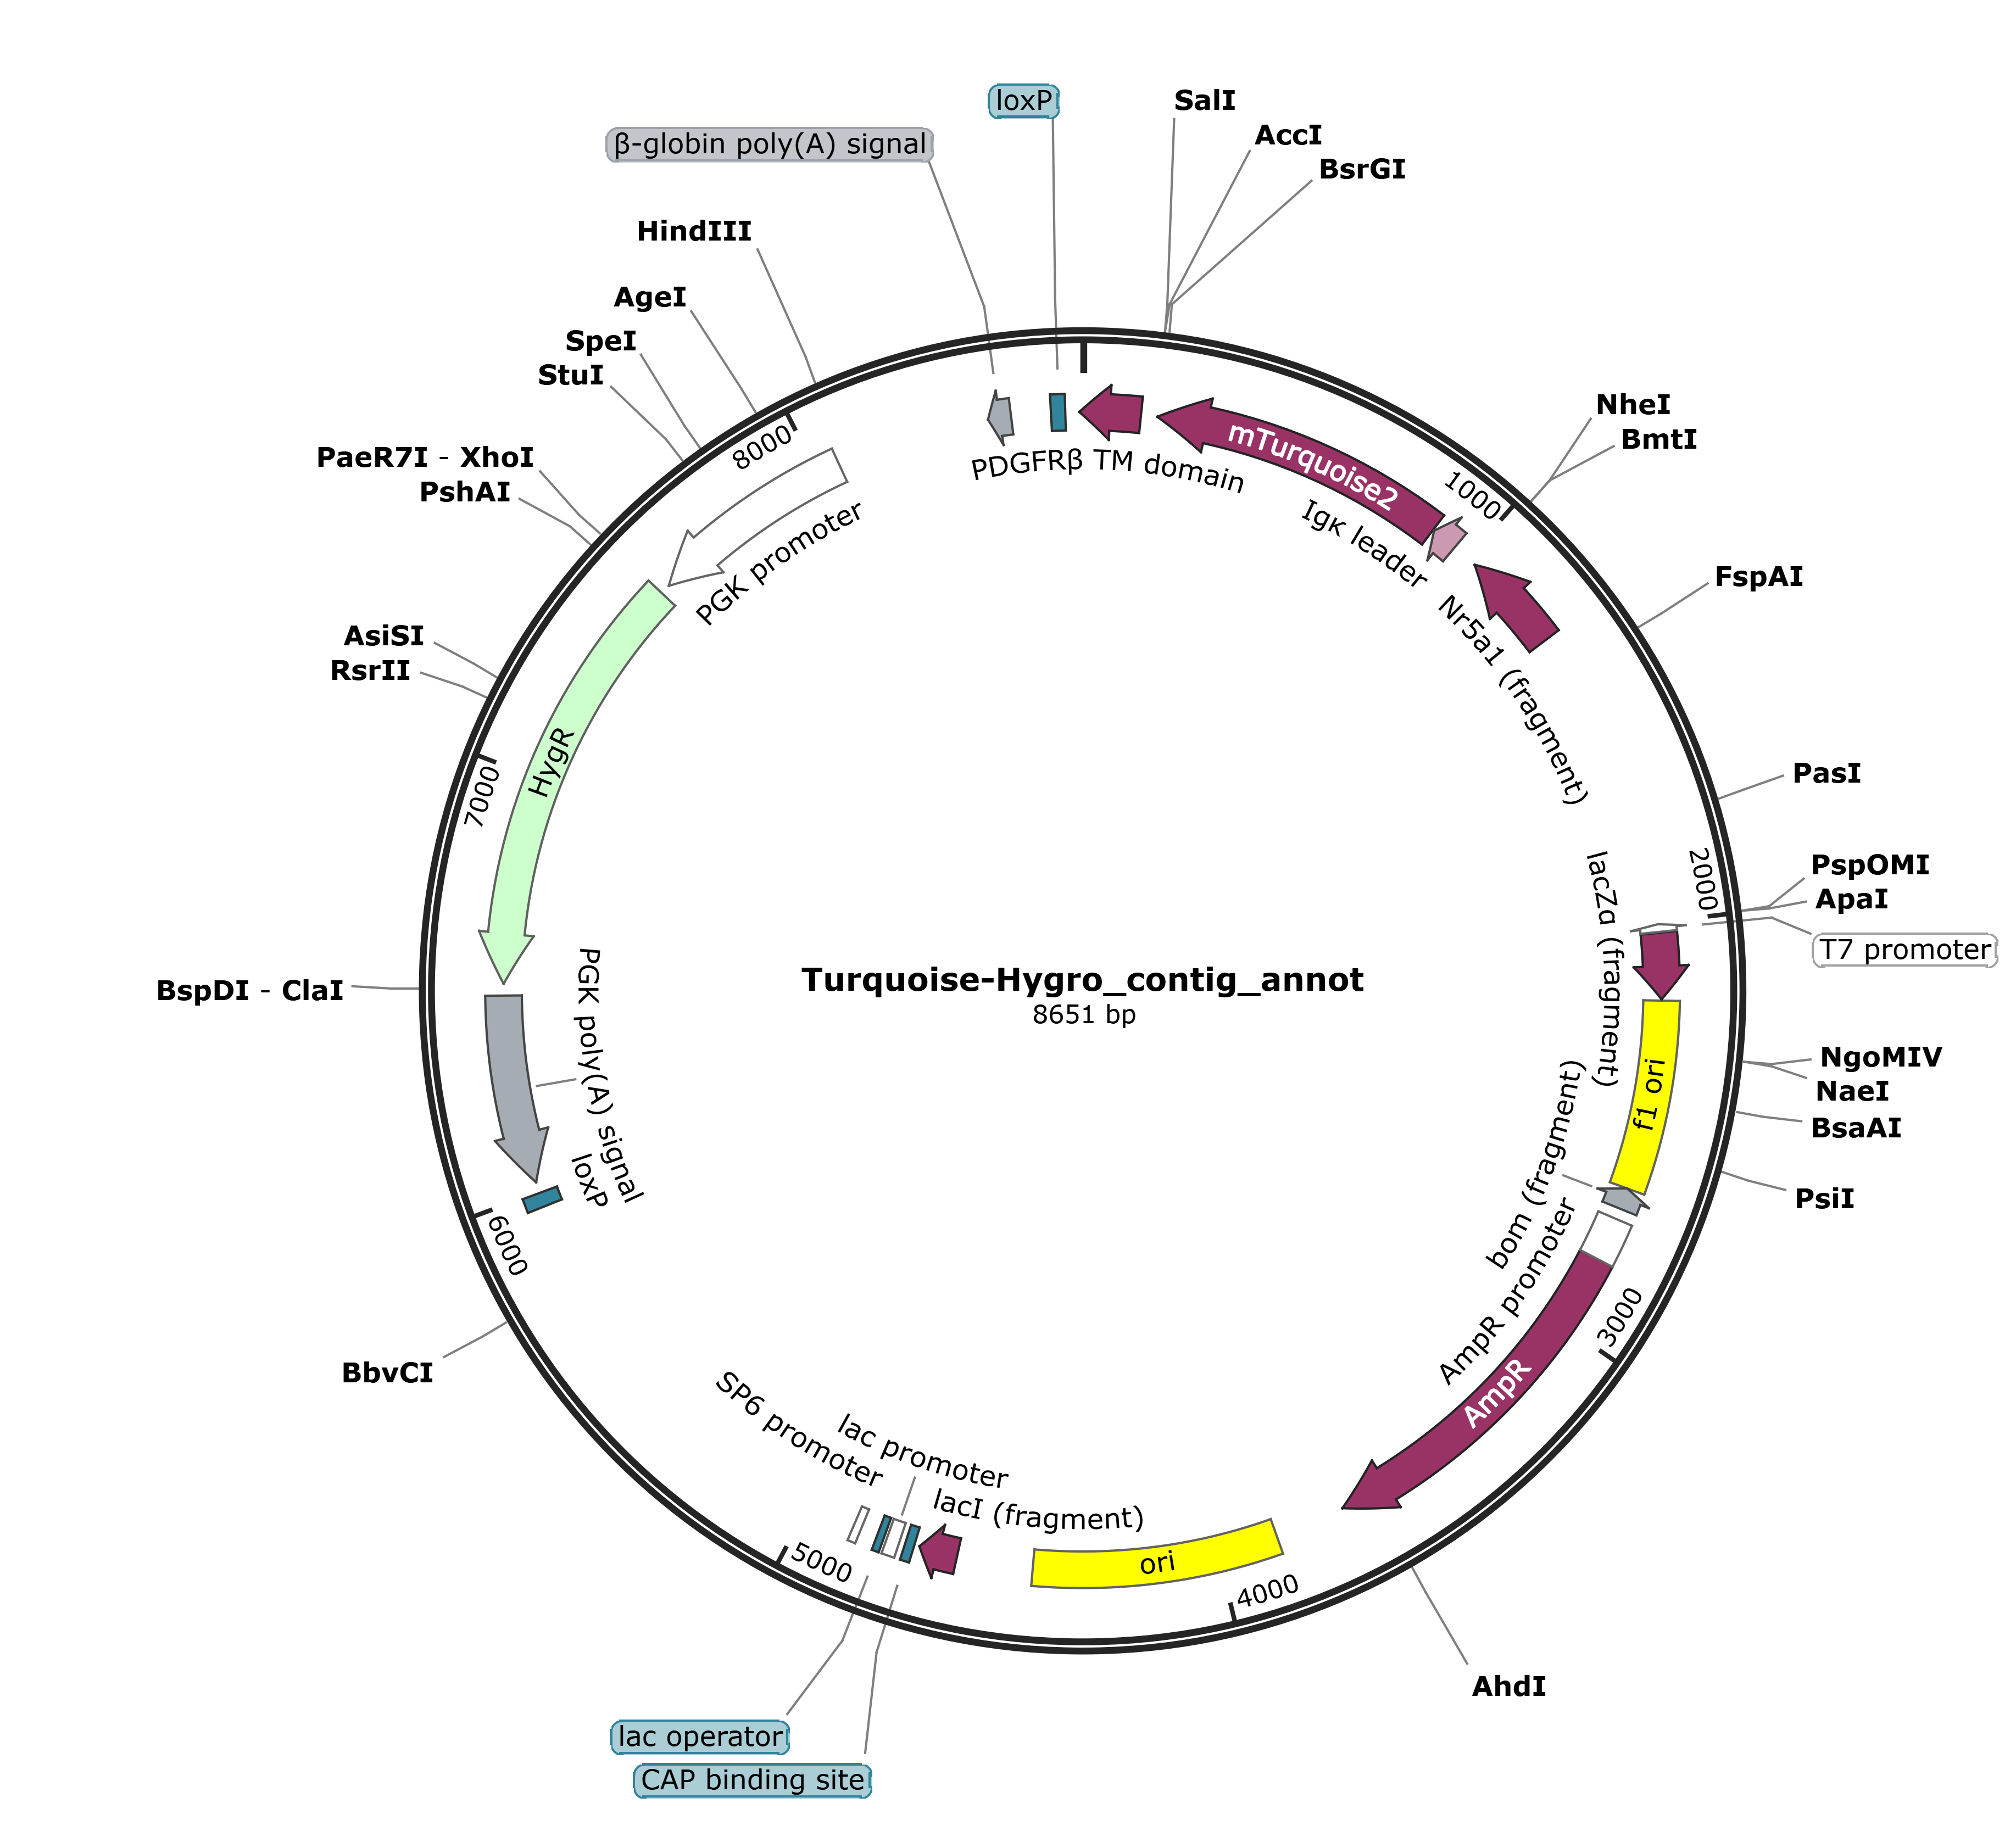 loxP
SalI
β-globin poly(A) signal
AccI
BsrGI
HindIII
AgeI
SpeI
StuI
PaeR7I - XhoI
PshAI
AsiSI
RsrII
BspDI - ClaI
BbvCI
NheI
BmtI
FspAI
PasI
PspOMI
ApaI
T7 promoter
NgoMIV
NaeI
BsaAI
PsiI
AhdI
lac operator
CAP binding site
1000
2000
3000
4000
5000
6000
7000
8000
PDGFRβ TM domain
mTurquoise2
Igκ leader
Nr5a1 (fragment)
lacZα (fragment)
f1 ori
bom (fragment)
AmpR promoter
AmpR
ori
lacI (fragment)
lac promoter
SP6 promoter
loxP
PGK poly(A) signal
HygR
PGK promoter
Turquoise-Hygro_contig_annot
8651 bp